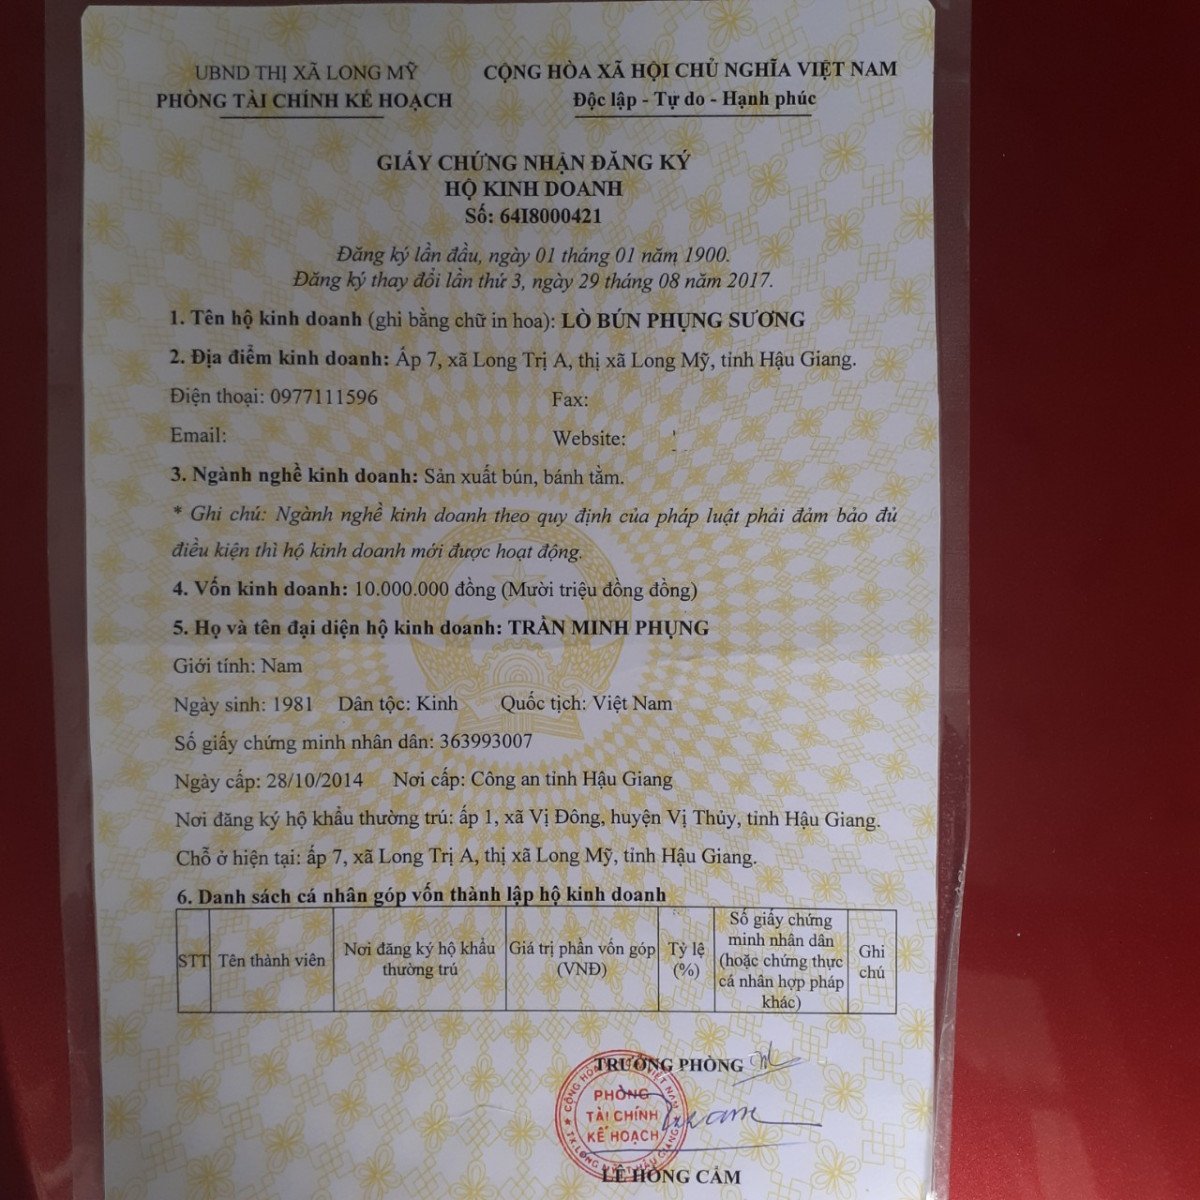 UBND THỊ XÃ LONG MỸ
PHÒNG TÀI CHÍNH KẾ HOẠCH
CỘNG HÒA XÃ HỘI CHỦ NGHĨA VIỆT NAM
Độc lập - Tự do - Hạnh phúc
GIẤY CHỨNG NHẬN ĐĂNG KÝ
HỘ KINH DOANH
Số: 64I8000421
Đăng ký lần đầu, ngày 01 tháng 01 năm 1900.
Đăng ký thay đổi lần thứ 3, ngày 29 tháng 08 năm 2017.
1. Tên hộ kinh doanh (ghi bằng chữ in hoa): LÒ BÚN PHỤNG SƯƠNG
2. Địa điểm kinh doanh: Ấp 7, xã Long Trị A, thị xã Long Mỹ, tỉnh Hậu Giang.
Điện thoại: 0977111596 Fax:
Email: Website:
3. Ngành nghề kinh doanh: Sản xuất bún, bánh tằm.
* Ghi chú: Ngành nghề kinh doanh theo quy định của pháp luật phải đảm bảo đủ
điều kiện thì hộ kinh doanh mới được hoạt động.
4. Vốn kinh doanh: 10.000.000 đồng (Mười triệu đồng đồng)
5. Họ và tên đại diện hộ kinh doanh: TRẦN MINH PHỤNG
Giới tính: Nam
Ngày sinh: 1981 Dân tộc: Kinh Quốc tịch: Việt Nam
Số giấy chứng minh nhân dân: 363993007
Ngày cấp: 28/10/2014 Nơi cấp: Công an tỉnh Hậu Giang
Nơi đăng ký hộ khẩu thường trú: ấp 1, xã Vị Đông, huyện Vị Thủy, tỉnh Hậu Giang.
Chỗ ở hiện tại: ấp 7, xã Long Trị A, thị xã Long Mỹ, tỉnh Hậu Giang.
6. Danh sách cá nhân góp vốn thành lập hộ kinh doanh
STT
Tên thành viên
Nơi đăng ký hộ khẩu
thường trú
Giá trị phần vốn góp
(VNĐ)
Tỷ lệ
(%)
Số giấy chứng
minh nhân dân
(hoặc chứng thực
cá nhân hợp pháp
khác)
Ghi
chú
TRƯỞNG PHÒNG
PHÒNG
TÀI CHÍNH
KẾ HOẠCH
LÊ HỒNG CẨM